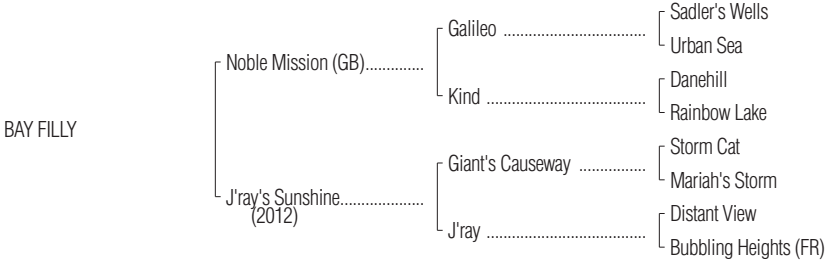 Sadler's Wells
Galileo ..................................
Urban Sea
Noble Mission (GB)..............
Danehill
Kind ......................................
Rainbow Lake
BAY FILLY
Storm Cat
Giant's Causeway ................
Mariah's Storm
J'ray's Sunshine....................
(2012)
Distant View
J'ray ......................................
Bubbling Heights (FR)